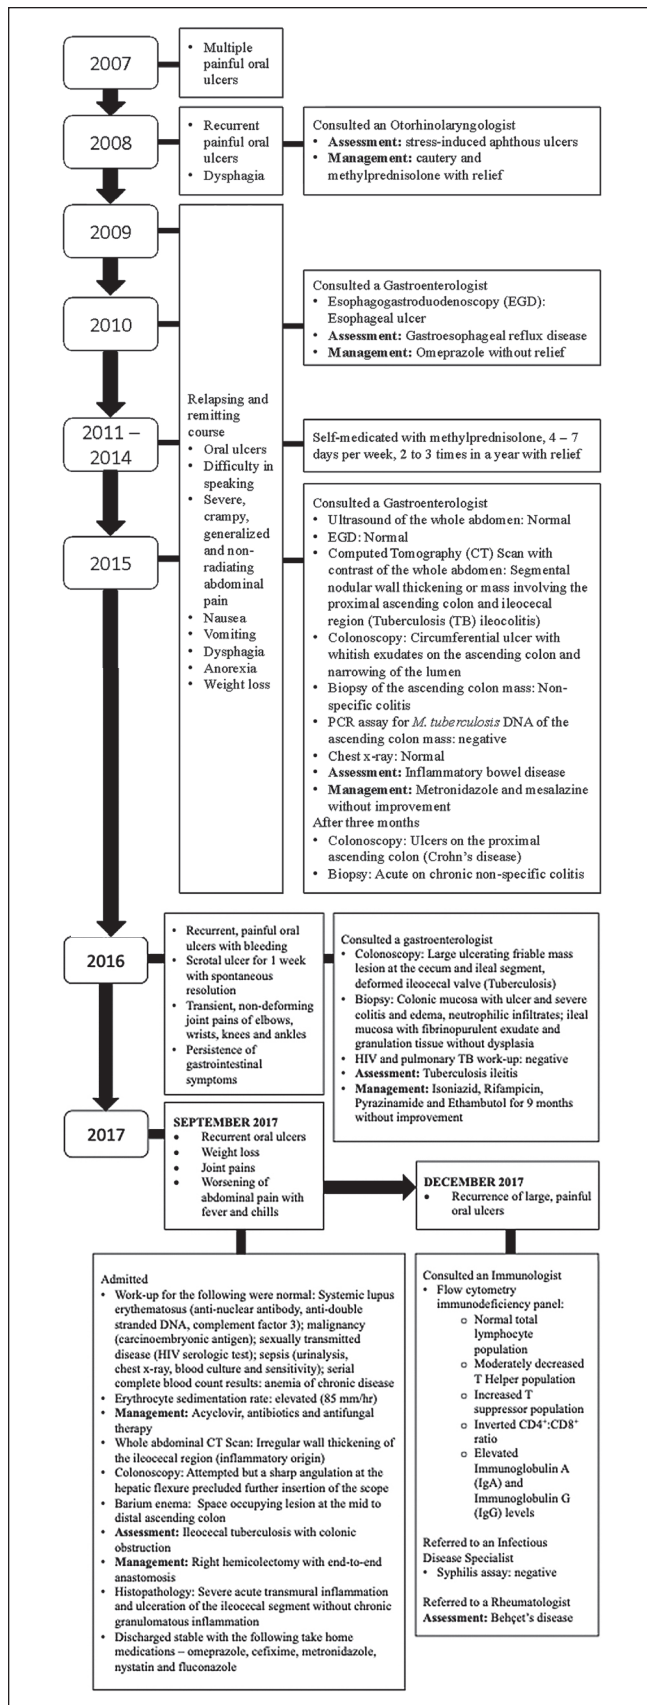 2007
• Multiple
painful oral
ulcers
2008
• Recurrent
painful oral
ulcers
• Dysphagia
Consulted an Otorhinolaryngologist
• Assessment: stress-induced aphthous ulcers
• Management: cautery and
methylprednisolone with relief
2009
2010
Consulted a Gastroenterologist
• Esophagogastroduodenoscopy (EGD):
Esophageal ulcer
• Assessment: Gastroesophageal reflux disease
• Management: Omeprazole without relief
2011 –
2014
Relapsing and
remitting
course
• Oral ulcers
• Difficulty in
speaking
• Severe,
crampy,
generalized
and non-
radiating
abdominal
pain
• Nausea
• Vomiting
• Dysphagia
• Anorexia
• Weight loss
Self-medicated with methylprednisolone, 4 – 7
days per week, 2 to 3 times in a year with relief
2015
Consulted a Gastroenterologist
• Ultrasound of the whole abdomen: Normal
• EGD: Normal
• Computed Tomography (CT) Scan with
contrast of the whole abdomen: Segmental
nodular wall thickening or mass involving the
proximal ascending colon and ileocecal
region (Tuberculosis (TB) ileocolitis)
• Colonoscopy: Circumferential ulcer with
whitish exudates on the ascending colon and
narrowing of the lumen
• Biopsy of the ascending colon mass: Non-
specific colitis
• PCR assay for M. tuberculosis DNA of the
ascending colon mass: negative
• Chest x-ray: Normal
• Assessment: Inflammatory bowel disease
• Management: Metronidazole and mesalazine
without improvement
After three months
• Colonoscopy: Ulcers on the proximal
ascending colon (Crohn's disease)
• Biopsy: Acute on chronic non-specific colitis
2016
• Recurrent, painful oral
ulcers with bleeding
• Scrotal ulcer for 1 week
with spontaneous
resolution
• Transient, non-deforming
joint pains of elbows,
wrists, knees and ankles
• Persistence of
gastrointestinal
symptoms
Consulted a gastroenterologist
• Colonoscopy: Large ulcerating friable mass
lesion at the cecum and ileal segment,
deformed ileocecal valve (Tuberculosis)
• Biopsy: Colonic mucosa with ulcer and severe
colitis and edema, neutrophilic infiltrates; ileal
mucosa with fibrinopurulent exudate and
granulation tissue without dysplasia
• HIV and pulmonary TB work-up: negative
• Assessment: Tuberculosis ileitis
• Management: Isoniazid, Rifampicin,
Pyrazinamide and Ethambutol for 9 months
without improvement
2017
SEPTEMBER 2017
• Recurrent oral ulcers
• Weight loss
• Joint pains
• Worsening of
abdominal pain with
fever and chills
DECEMBER 2017
• Recurrence of large, painful
oral ulcers
Admitted
• Work-up for the following were normal: Systemic lupus
erythematosus (anti-nuclear antibody, anti-double
stranded DNA, complement factor 3); malignancy
(carcinoembryonic antigen); sexually transmitted
disease (HIV serologic test); sepsis (urinalysis,
chest x-ray, blood culture and sensitivity); serial
complete blood count results: anemia of chronic disease
• Erythrocyte sedimentation rate: elevated (85 mm/hr)
• Management: Acyclovir, antibiotics and antifungal
therapy
• Whole abdominal CT Scan: Irregular wall thickening of
the ileocecal region (inflammatory origin)
• Colonoscopy: Attempted but a sharp angulation at the
hepatic flexure precluded further insertion of the scope
• Barium enema: Space occupying lesion at the mid to
distal ascending colon
• Assessment: Ileocecal tuberculosis with colonic
obstruction
• Management: Right hemicolectomy with end-to-end
anastomosis
• Histopathology: Severe acute transmural inflammation
and ulceration of the ileocecal segment without chronic
granulomatous inflammation
• Discharged stable with the following take home
medications – omeprazole, cefixime, metronidazole,
nystatin and fluconazole
Consulted an Immunologist
• Flow cytometry
immunodeficiency panel:
o Normal total
lymphocyte
population
o Moderately decreased
T Helper population
o Increased T
suppressor population
o Inverted CD4⁺:CD8⁺
ratio
o Elevated
Immunoglobulin A
(IgA) and
Immunoglobulin G
(IgG) levels
Referred to an Infectious
Disease Specialist
• Syphilis assay: negative
Referred to a Rheumatologist
Assessment: Behçet's disease